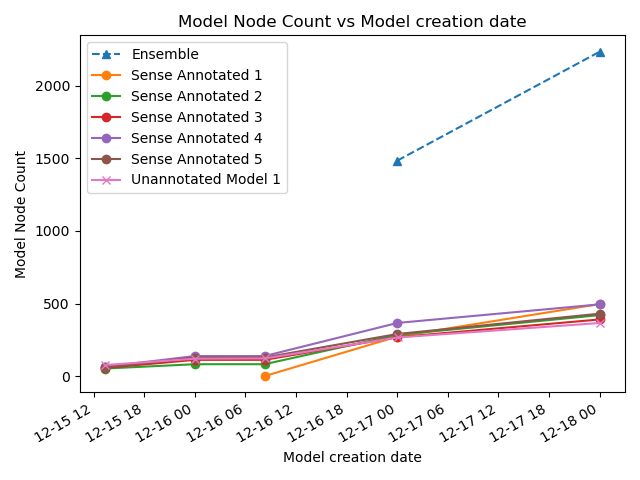 Model Node Count vs Model creation date
Ensemble
Sense Annotated 1
Sense Annotated 2
Sense Annotated 3
Sense Annotated 4
Sense Annotated 5
Unannotated Model 1
Model Node Count
2000
1500
1000
500
0
12-15 12
12-15 18
12-16 00
12-16 06
12-16 12
12-16 18
12-17 00
12-17 06
12-17 12
12-17 18
12-18 00
Model creation date